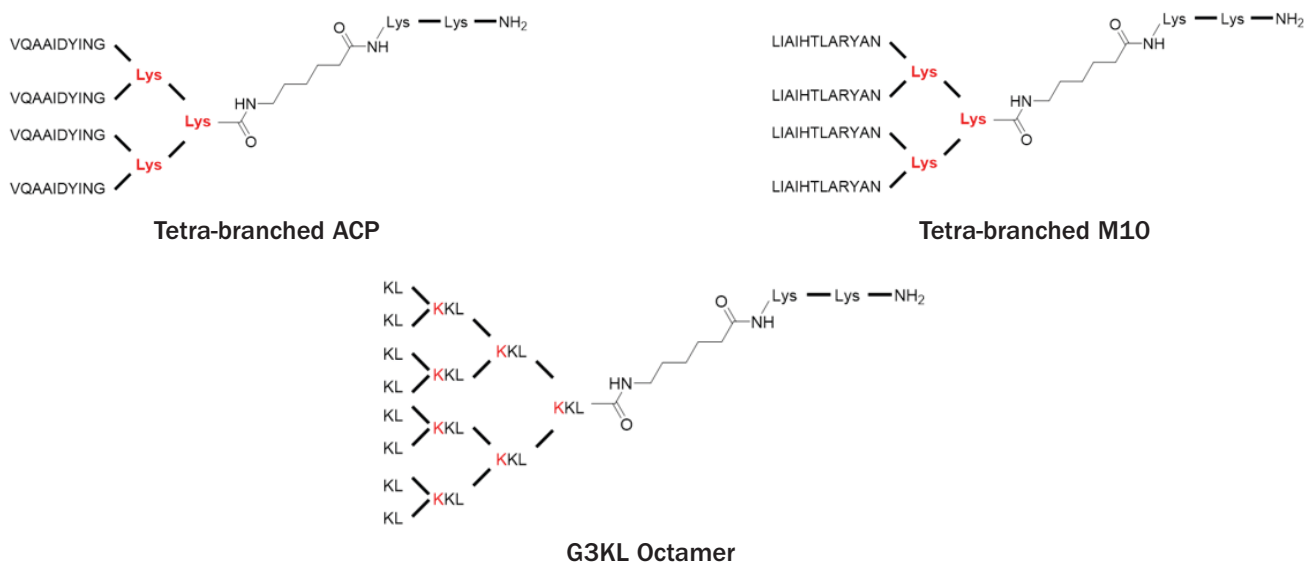 VQAAIDYING
VQAAIDYING
VQAAIDYING
VQAAIDYING
Lys
Lys
Lys
HN
O
O
NH
Lys
Lys
NH2
Tetra-branched ACP
LIAIHTLARYAN
LIAIHTLARYAN
LIAIHTLARYAN
LIAIHTLARYAN
Lys
Lys
Lys
HN
O
O
NH
Lys
Lys
NH2
Tetra-branched M10
KL
KL
KL
KL
KL
KL
KL
KL
KKL
KKL
KKL
KKL
KKL
KKL
KKL
HN
O
O
NH
Lys
Lys
NH2
G3KL Octamer